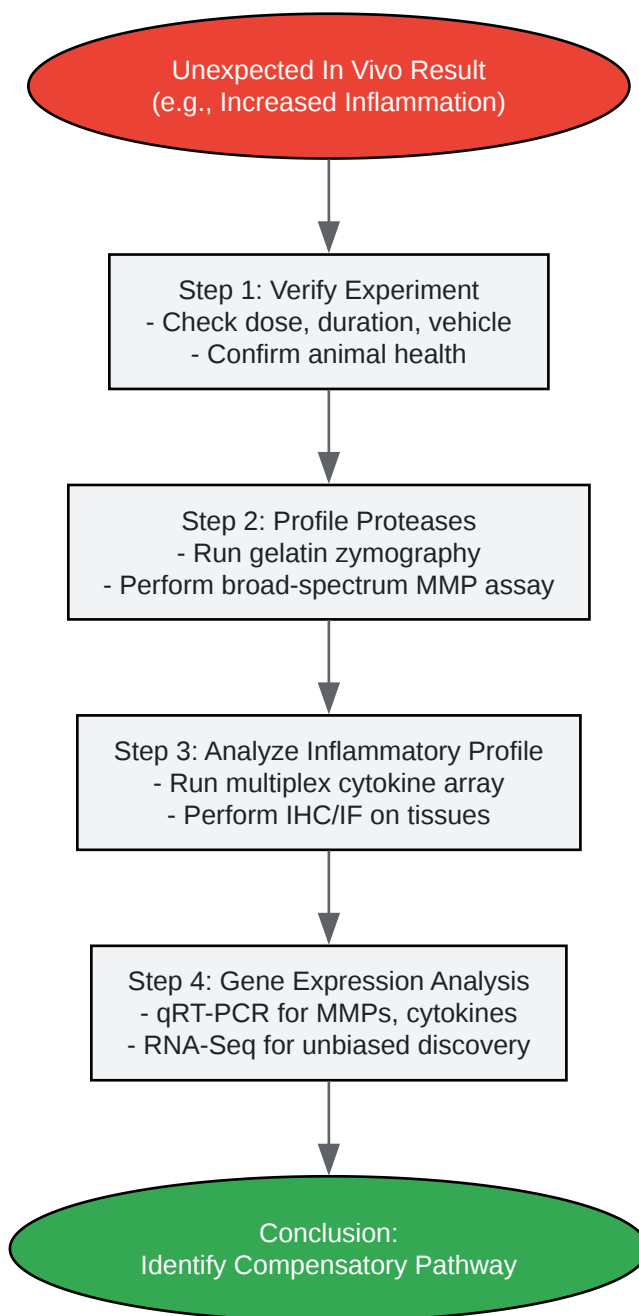 Unexpected In Vivo Result
(e.g., Increased Inflammation)
Step 1: Verify Experiment
- Check dose, duration, vehicle
- Confirm animal health
Step 2: Profile Proteases
- Run gelatin zymography
- Perform broad-spectrum MMP assay
Step 3: Analyze Inflammatory Profile
- Run multiplex cytokine array
- Perform IHC/IF on tissues
Step 4: Gene Expression Analysis
- qRT-PCR for MMPs, cytokines
- RNA-Seq for unbiased discovery
Conclusion:
Identify Compensatory Pathway